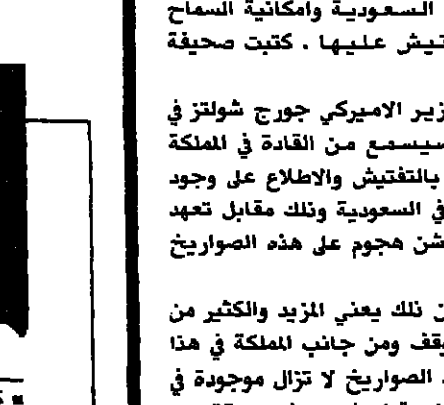 السعودية وامكانية السماح
تيش عليها . كتبت صحيفة
زير الاميركي جورج شولتز في
سيسمع من القادة في المملكة
بالتفتيش والاطلاع على وجود
في السعودية وذلك مقابل تعهد
شن هجوم على هذه الصواريخ
ن ذلك يعني المزيد والكثير من
قف ومن جانب المملكة في هذا
الصواريخ لا تزال موجودة في